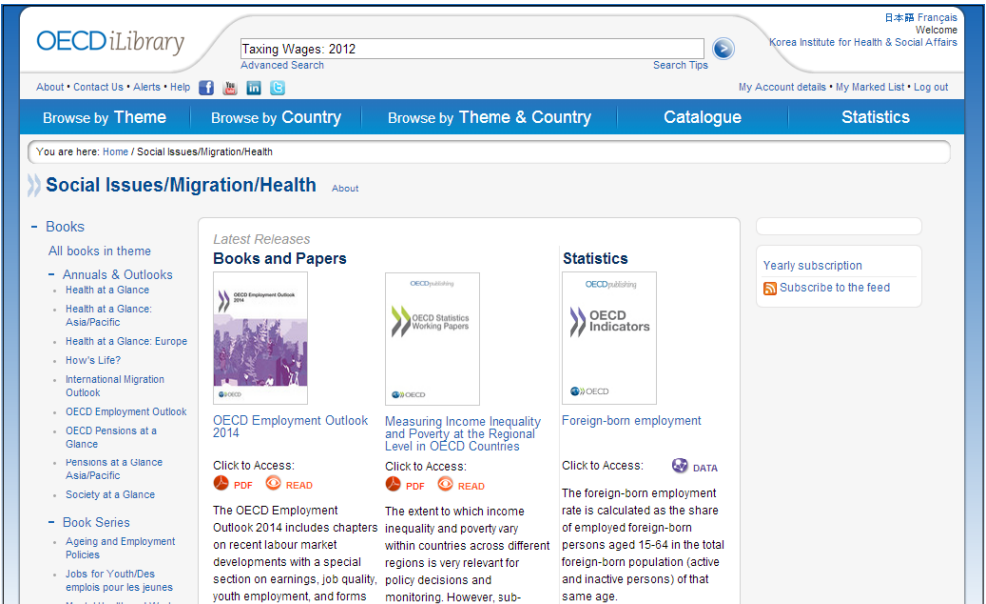 日本語 Français
Welcome
Korea Institute for Health & Social Affairs
OECDiLibrary
Taxing Wages: 2012
Advanced Search
Search Tips
About • Contact Us • Alerts • Help
My Account details • My Marked List • Log out
Browse by Theme
Browse by Country
Browse by Theme & Country
Catalogue
Statistics
You are here: Home / Social Issues/Migration/Health
Social Issues/Migration/Health About
– Books
All books in theme
– Annuals & Outlooks
Health at a Glance
Health at a Glance:
Asia/Pacific
Health at a Glance: Europe
How's Life?
International Migration
Outlook
OECD Employment Outlook
OECD Pensions at a
Glance
Pensions at a Glance
Asia/Pacific
Society at a Glance
– Book Series
Ageing and Employment
Policies
Jobs for Youth/Des
emplois pour les jeunes
Latest Releases
Books and Papers
OECD Employment Outlook
2014
OECD
OECD Employment Outlook
2014
Click to Access:
PDF READ
The OECD Employment
Outlook 2014 includes chapters
on recent labour market
developments with a special
section on earnings, job quality,
youth employment, and forms
OECDpublishing
OECD Statistics
Working Papers
OECD
Measuring Income Inequality
and Poverty at the Regional
Level in OECD Countries
Click to Access:
PDF READ
The extent to which income
inequality and poverty vary
within countries across different
regions is very relevant for
policy decisions and
monitoring. However, sub-
Statistics
OECDpublishing
OECD
Indicators
OECD
Foreign-born employment
Click to Access: DATA
The foreign-born employment
rate is calculated as the share
of employed foreign-born
persons aged 15-64 in the total
foreign-born population (active
and inactive persons) of that
same age.
Yearly subscription
Subscribe to the feed